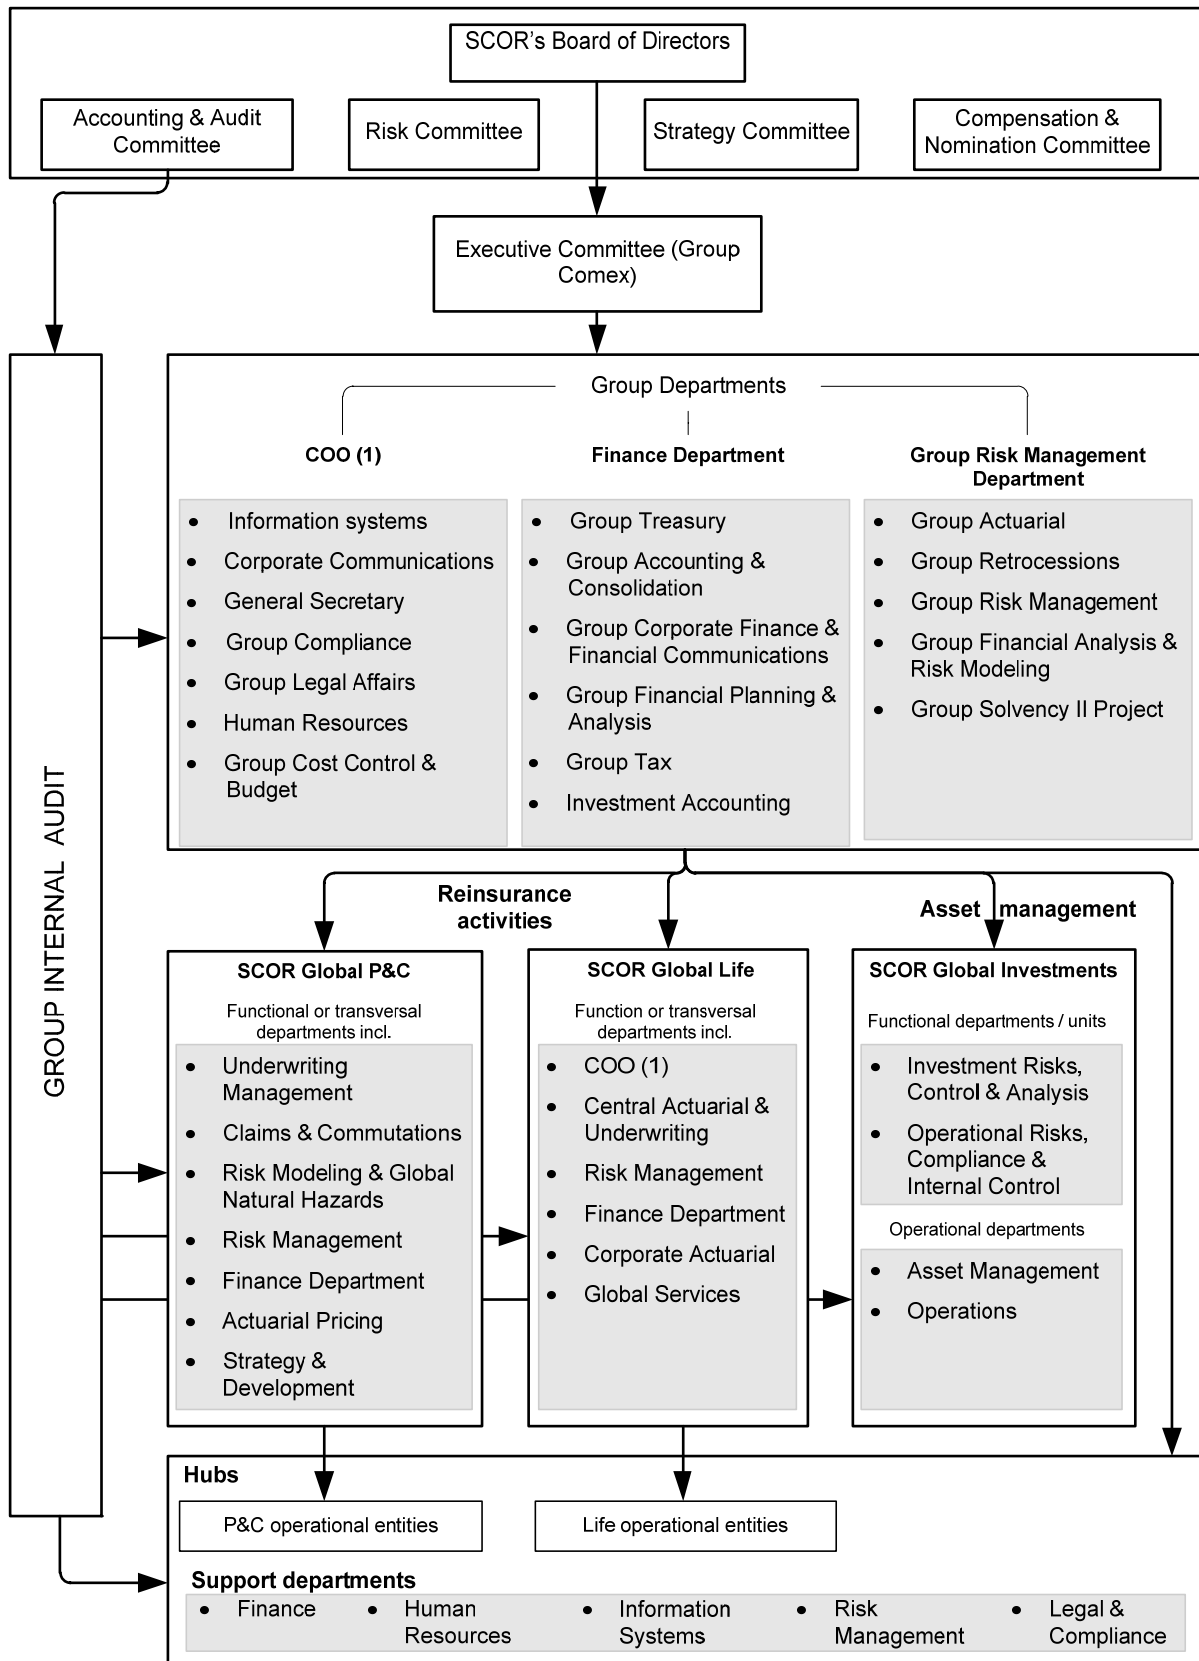 SCOR's Board of Directors
Accounting & Audit
Committee
Risk Committee
Strategy Committee
Compensation &
Nomination Committee
Executive Committee (Group
Comex)
GROUP INTERNAL AUDIT
Group Departments
COO (1)
• Information systems
• Corporate Communications
• General Secretary
• Group Compliance
• Group Legal Affairs
• Human Resources
• Group Cost Control &
Budget
Finance Department
• Group Treasury
• Group Accounting &
Consolidation
• Group Corporate Finance &
Financial Communications
• Group Financial Planning &
Analysis
• Group Tax
• Investment Accounting
Group Risk Management
Department
• Group Actuarial
• Group Retrocessions
• Group Risk Management
• Group Financial Analysis &
Risk Modeling
• Group Solvency II Project
Reinsurance
activities
Asset management
SCOR Global P&C
Functional or transversal
departments incl.
• Underwriting
Management
• Claims & Commutations
• Risk Modeling & Global
Natural Hazards
• Risk Management
• Finance Department
• Actuarial Pricing
• Strategy &
Development
SCOR Global Life
Function or transversal
departments incl.
• COO (1)
• Central Actuarial &
Underwriting
• Risk Management
• Finance Department
• Corporate Actuarial
• Global Services
SCOR Global Investments
Functional departments / units
• Investment Risks,
Control & Analysis
• Operational Risks,
Compliance &
Internal Control
Operational departments
• Asset Management
• Operations
Hubs
P&C operational entities
Life operational entities
Support departments
• Finance
• Human
Resources
• Information
Systems
• Risk
Management
• Legal &
Compliance